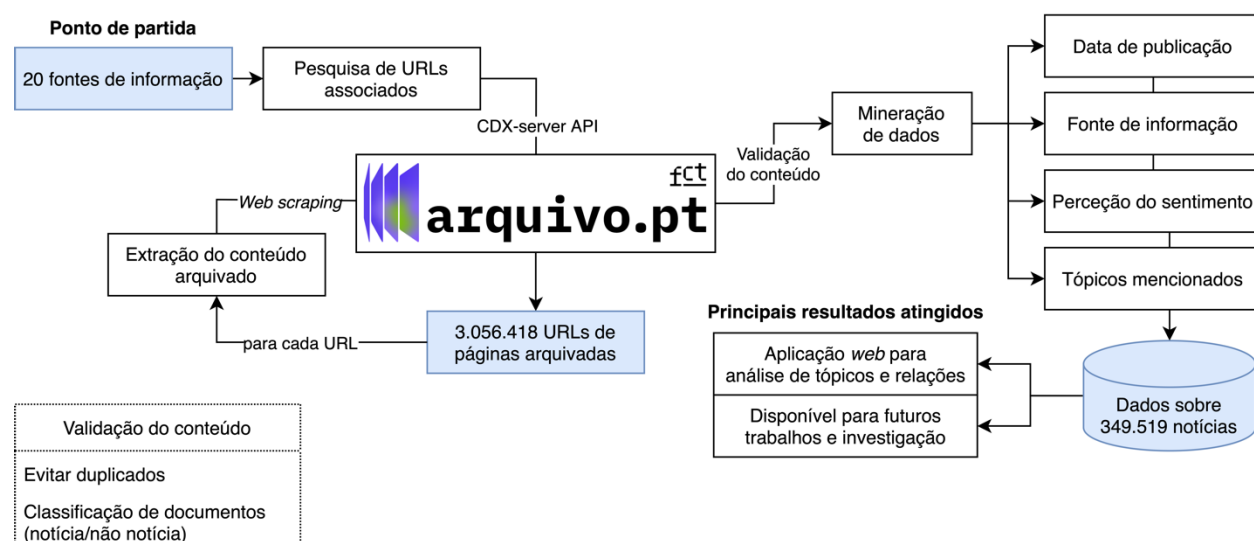 Ponto de partida
20 fontes de informação
Pesquisa de URLs
associados
CDX-server API
fct
arquivo.pt
Web scraping
Extração do conteúdo
arquivado
para cada URL
3.056.418 URLs de
páginas arquivadas
Validação
do conteúdo
Mineração
de dados
Data de publicação
Fonte de informação
Perceção do sentimento
Tópicos mencionados
Dados sobre
349.519 notícias
Principais resultados atingidos
Aplicação web para
análise de tópicos e relações
Disponível para futuros
trabalhos e investigação
Validação do conteúdo
Evitar duplicados
Classificação de documentos
(notícia/não notícia)